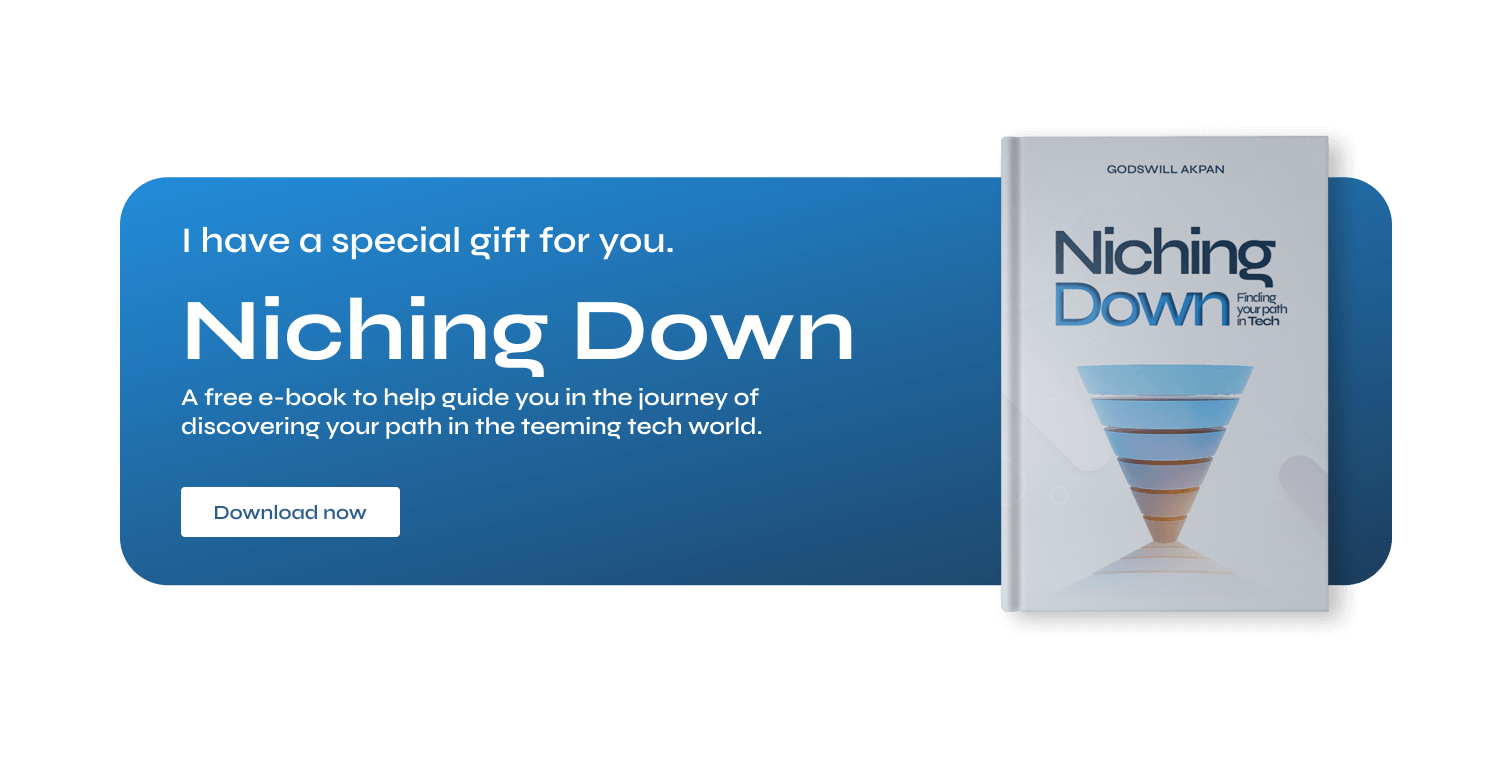 I have a special gift for you.
Niching Down
A free e-book to help guide you in the journey of
discovering your path in the teeming tech world.
Download now
GODSWILL AKPAN
Niching
Down
Finding
your path
in Tech